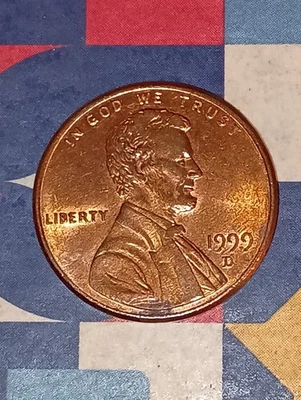 IN GOD WE TRUST
LIBERTY
1999
D